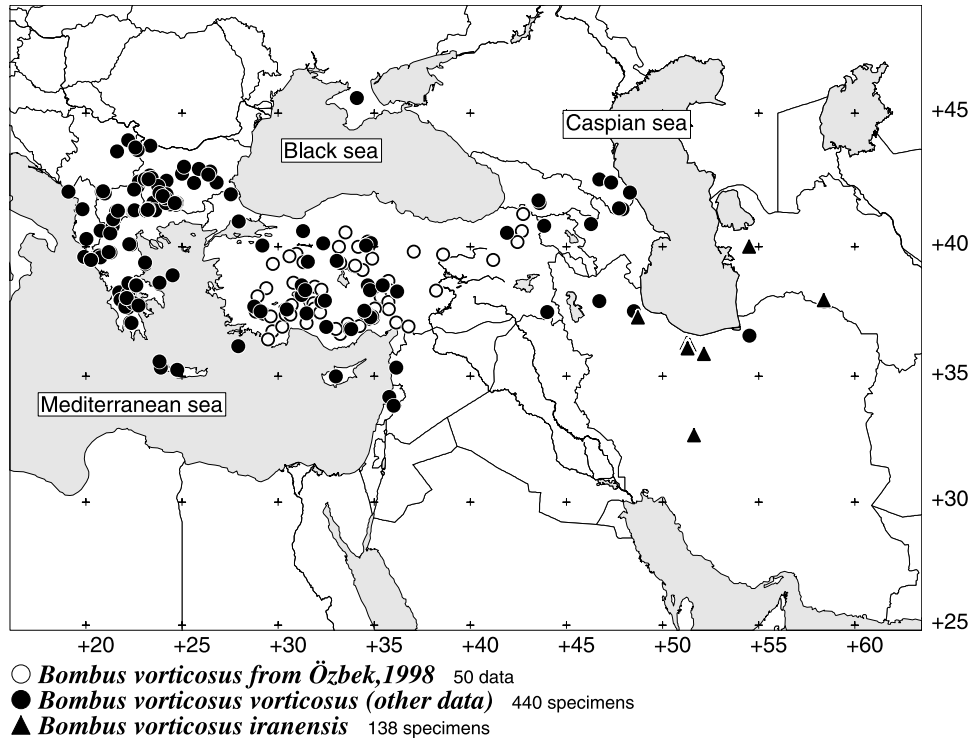 +45
Caspian sea
Black sea
+40
+35
Mediterranean sea
+30
+25
+20 +25 +30 +35 +40 +45 +50 +55 +60
Bombus vorticosus from Özbek,1998 50 data
Bombus vorticosus vorticosus (other data) 440 specimens
Bombus vorticosus iranensis 138 specimens